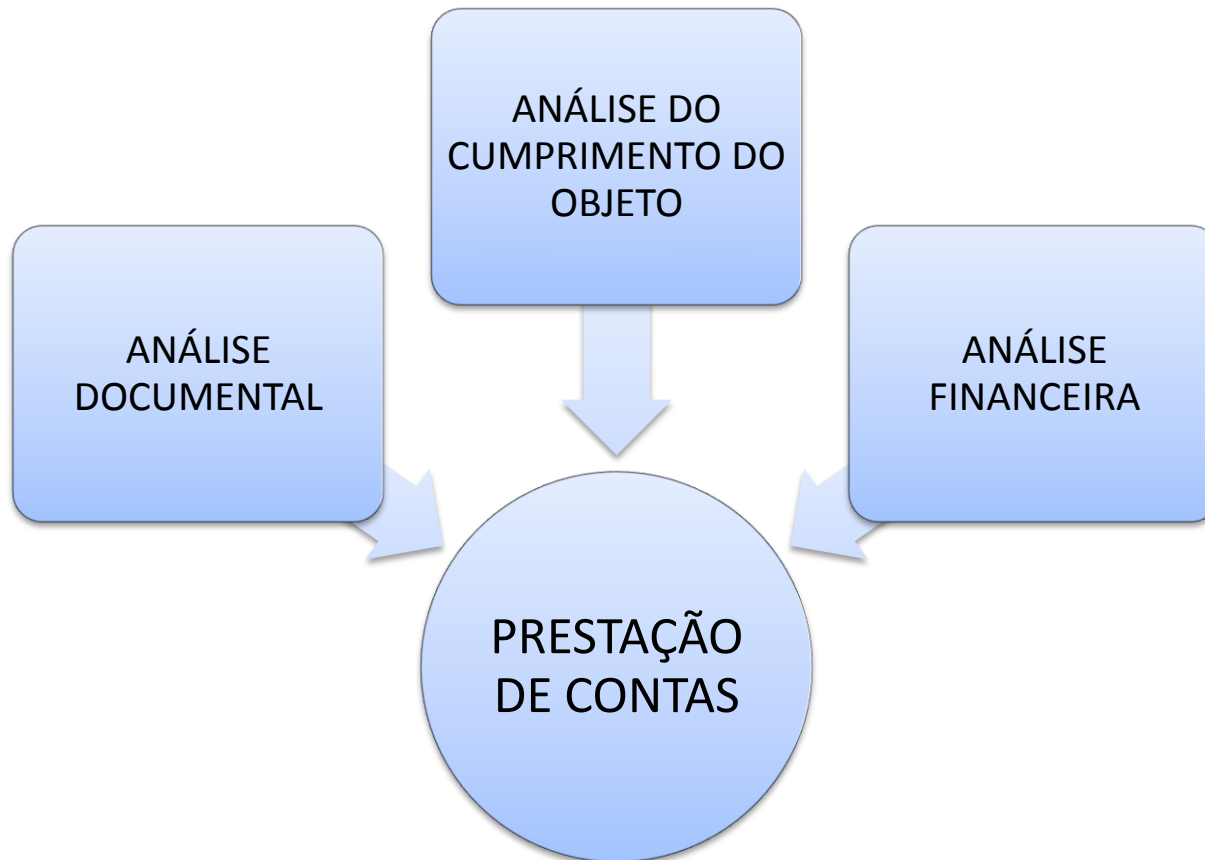 ANÁLISE DO
CUMPRIMENTO DO
OBJETO
ANÁLISE
DOCUMENTAL
ANÁLISE
FINANCEIRA
PRESTAÇÃO
DE CONTAS